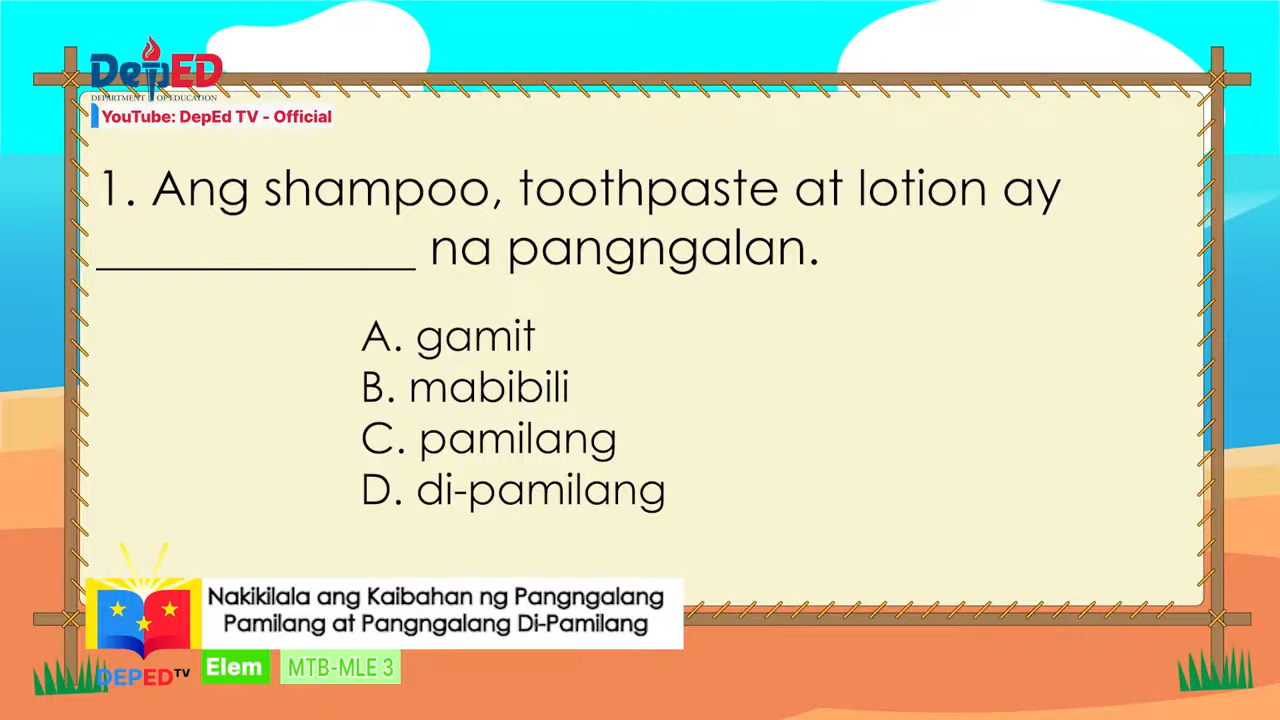 DepED
DEPARTMENT OF EDUCATION
YouTube: DepEd TV - Official
1. Ang shampoo, toothpaste at lotion ay
_____________ na pangngalan.
A. gamit
B. mabibili
C. pamilang
D. di-pamilang
Nakikilala ang Kaibahan ng Pangngalang
Pamilang at Pangngalang Di-Pamilang
DEPED TV
Elem
MTB-MLE 3